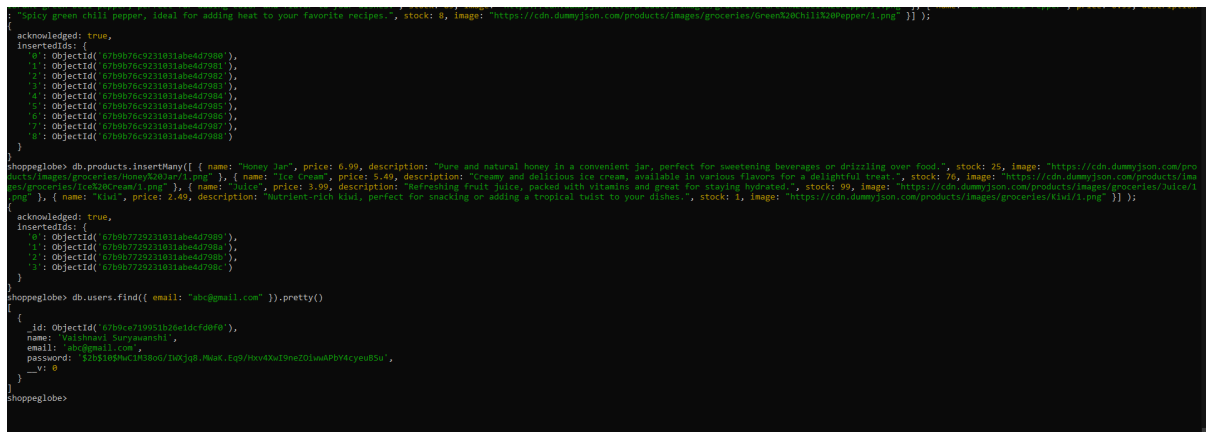 : "Spicy green chili pepper, ideal for adding heat to your favorite recipes.", stock: 8, image: "https://cdn.dummyjson.com/products/images/groceries/Green%20Chili%20Pepper/1.png" }] );
{
  acknowledged: true,
  insertedIds: {
    '0': ObjectId('67b9b76c9231031abe4d7980'),
    '1': ObjectId('67b9b76c9231031abe4d7981'),
    '2': ObjectId('67b9b76c9231031abe4d7982'),
    '3': ObjectId('67b9b76c9231031abe4d7983'),
    '4': ObjectId('67b9b76c9231031abe4d7984'),
    '5': ObjectId('67b9b76c9231031abe4d7985'),
    '6': ObjectId('67b9b76c9231031abe4d7986'),
    '7': ObjectId('67b9b76c9231031abe4d7987'),
    '8': ObjectId('67b9b76c9231031abe4d7988')
  }
}
shoppeglobe> db.products.insertMany([ { name: "Honey Jar", price: 6.99, description: "Pure and natural honey in a convenient jar, perfect for sweetening beverages or drizzling over food.", stock: 25, image: "https://cdn.dummyjson.com/pro
ducts/images/groceries/Honey%20Jar/1.png" }, { name: "Ice Cream", price: 5.49, description: "Creamy and delicious ice cream, available in various flavors for a delightful treat.", stock: 76, image: "https://cdn.dummyjson.com/products/ima
ges/groceries/Ice%20Cream/1.png" }, { name: "Juice", price: 3.99, description: "Refreshing fruit juice, packed with vitamins and great for staying hydrated.", stock: 99, image: "https://cdn.dummyjson.com/products/images/groceries/Juice/1
.png" }, { name: "Kiwi", price: 2.49, description: "Nutrient-rich kiwi, perfect for snacking or adding a tropical twist to your dishes.", stock: 1, image: "https://cdn.dummyjson.com/products/images/groceries/Kiwi/1.png" }] );
{
  acknowledged: true,
  insertedIds: {
    '0': ObjectId('67b9b7729231031abe4d7989'),
    '1': ObjectId('67b9b7729231031abe4d798a'),
    '2': ObjectId('67b9b7729231031abe4d798b'),
    '3': ObjectId('67b9b7729231031abe4d798c')
  }
}
shoppeglobe> db.users.find({ email: "abc@gmail.com" }).pretty()
[
  {
    _id: ObjectId('67b9ce719951b26e1dcfd0f0'),
    name: 'Vaishnavi Suryawanshi',
    email: 'abc@gmail.com',
    password: '$2b$10$MwC1M38oG/IWXjq8.MWaK.Eq9/Hxv4XwI9neZOiwwAPbY4cyeuBSu',
    __v: 0
  }
]
shoppeglobe>